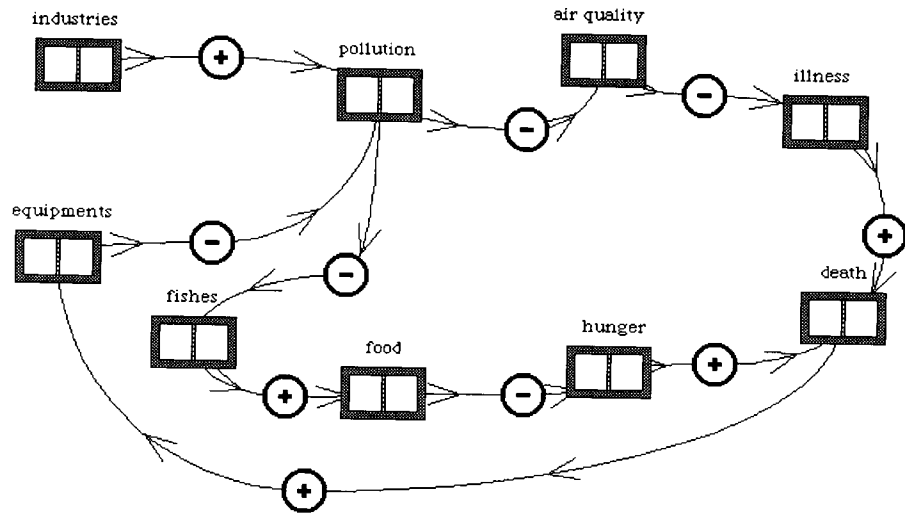 industries
+
pollution
air quality
-
-
illness
equipments
-
+
-
fishes
death
food
hunger
+
+
-
+